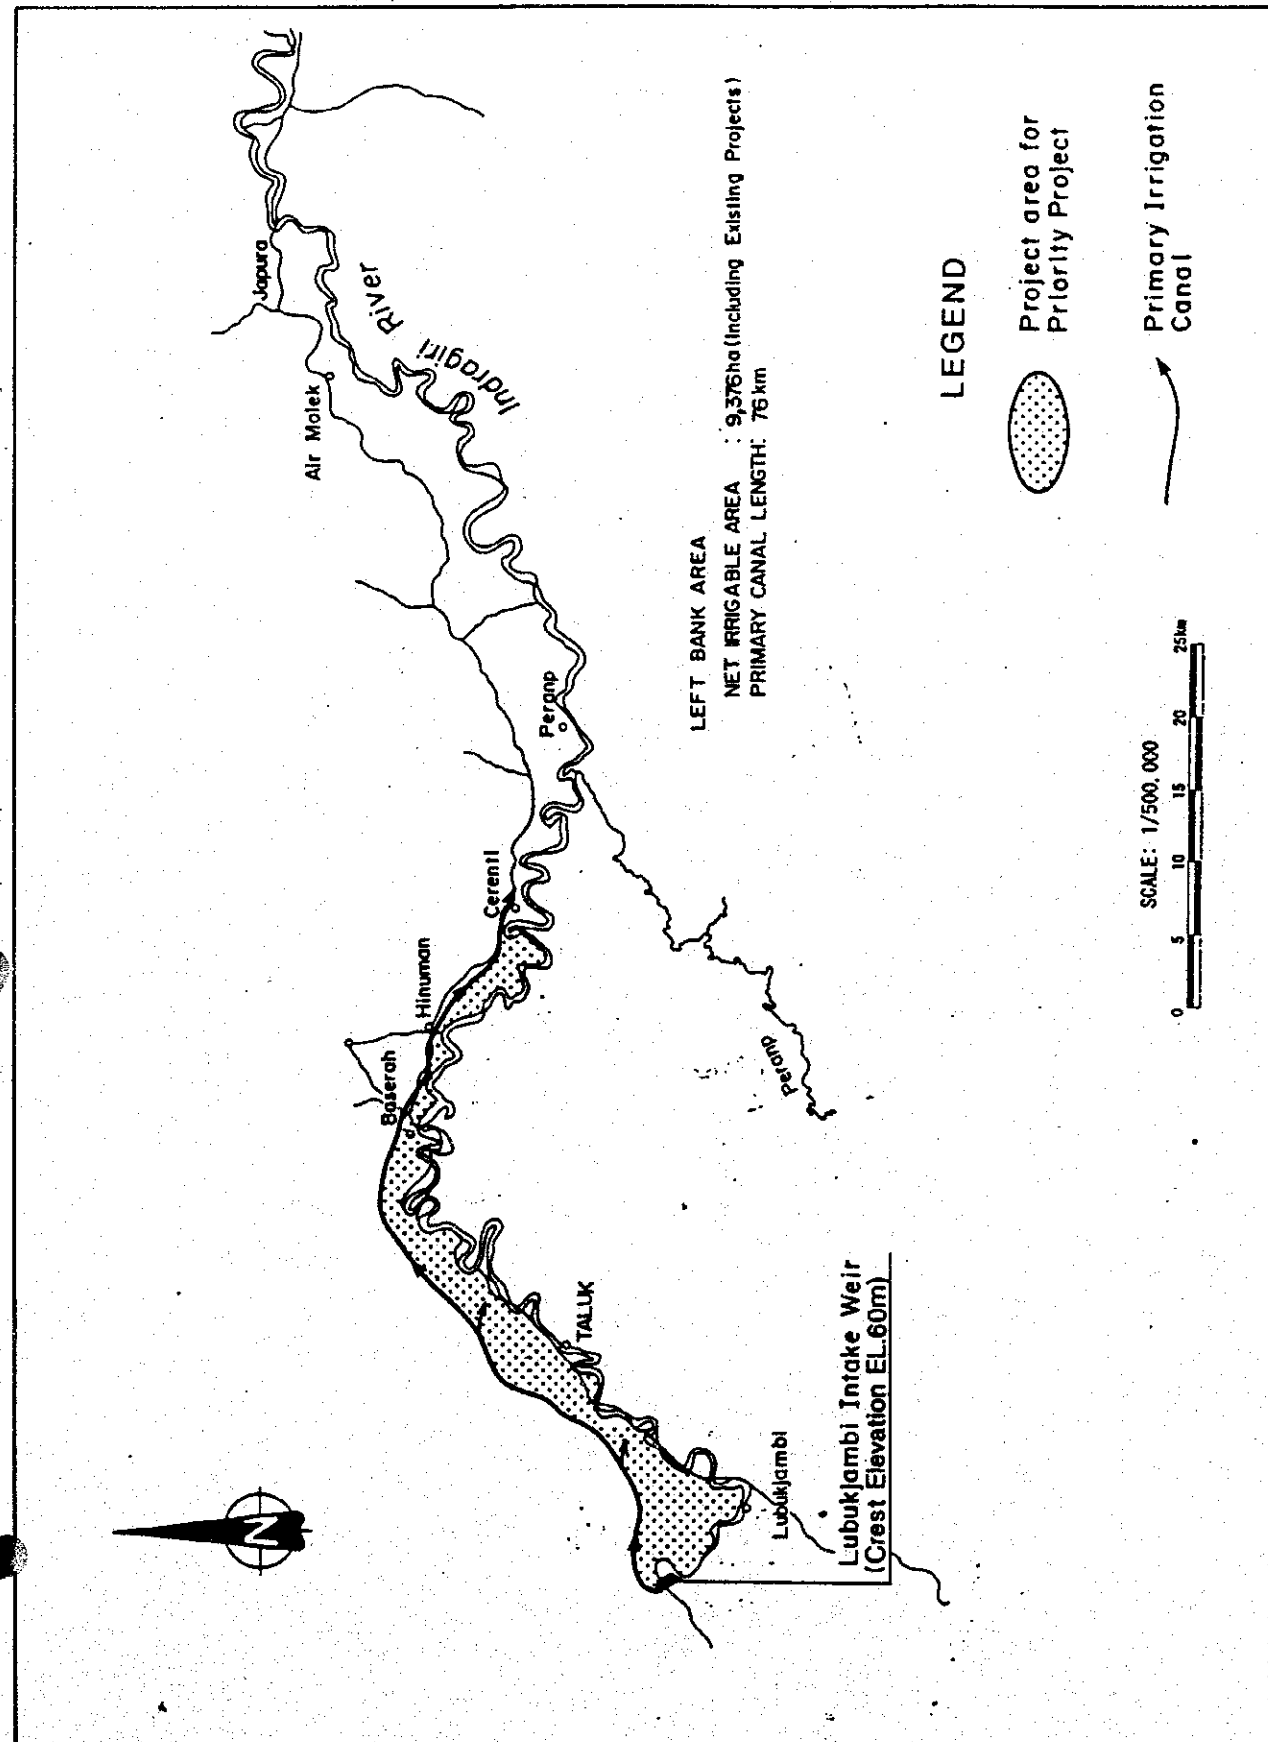 Japura
Air Molek
Indragiri River
Peranp
Cerenti
Hinuman
Baserah
TALUK
Lubukjambi
Peranp
N
LEFT BANK AREA
NET IRRIGABLE AREA : 9,376ha (Including Existing Projects)
PRIMARY CANAL LENGTH: 76km
Lubukjambi Intake Weir
(Crest Elevation EL.60m)
LEGEND
Project area for
Priority Project
Primary Irrigation
Canal
SCALE: 1/500,000
0 5 10 15 20 25km